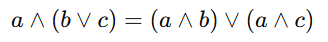 a ∧ (b ∨ c) = (a ∧ b) ∨ (a ∧ c)